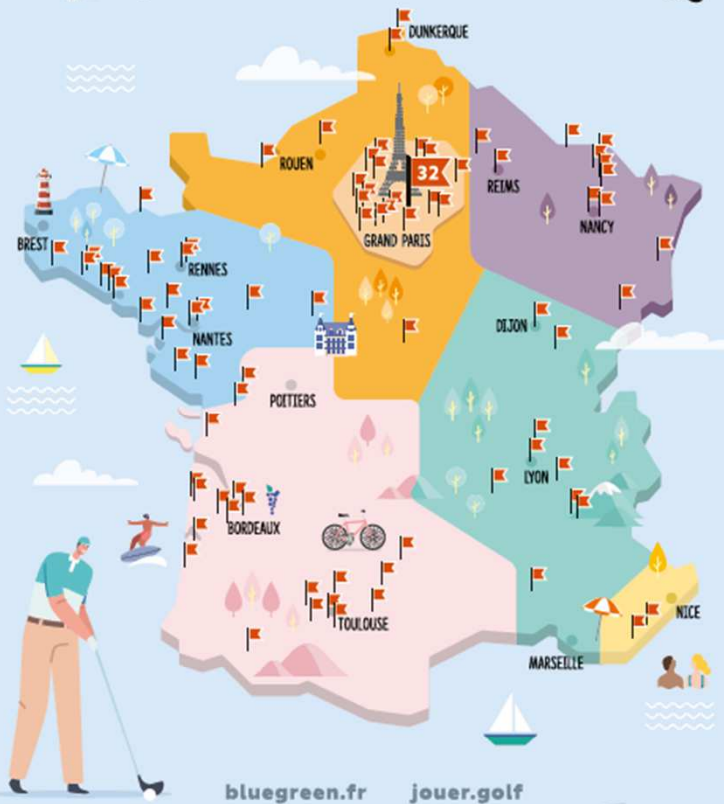 DUNKERQUE
ROUEN
32
REIMS
GRAND PARIS
NANCY
BREST
RENNES
DIJON
NANTES
POITIERS
LYON
BORDEAUX
TOULOUSE
NICE
MARSEILLE
bluegreen.fr jouer.golf